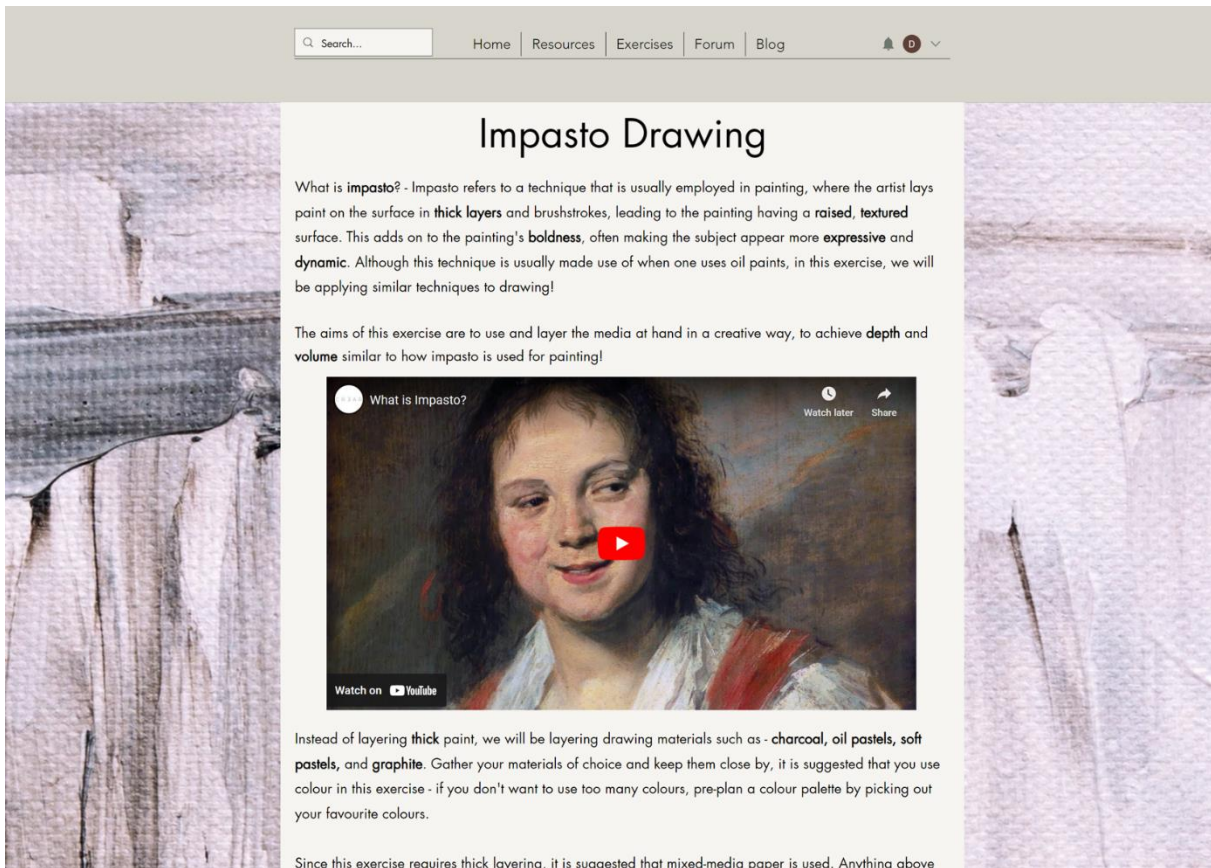 Search...
Home
Resources
Exercises
Forum
Blog
D
Impasto Drawing
What is impasto? - Impasto refers to a technique that is usually employed in painting, where the artist lays
paint on the surface in thick layers and brushstrokes, leading to the painting having a raised, textured
surface. This adds on to the painting's boldness, often making the subject appear more expressive and
dynamic. Although this technique is usually made use of when one uses oil paints, in this exercise, we will
be applying similar techniques to drawing!
The aims of this exercise are to use and layer the media at hand in a creative way, to achieve depth and
volume similar to how impasto is used for painting!
What is Impasto?
Watch later
Share
Watch on YouTube
Instead of layering thick paint, we will be layering drawing materials such as - charcoal, oil pastels, soft
pastels, and graphite. Gather your materials of choice and keep them close by, it is suggested that you use
colour in this exercise - if you don't want to use too many colours, pre-plan a colour palette by picking out
your favourite colours.
Since this exercise requires thick layering, it is suggested that mixed-media paper is used. Anything above